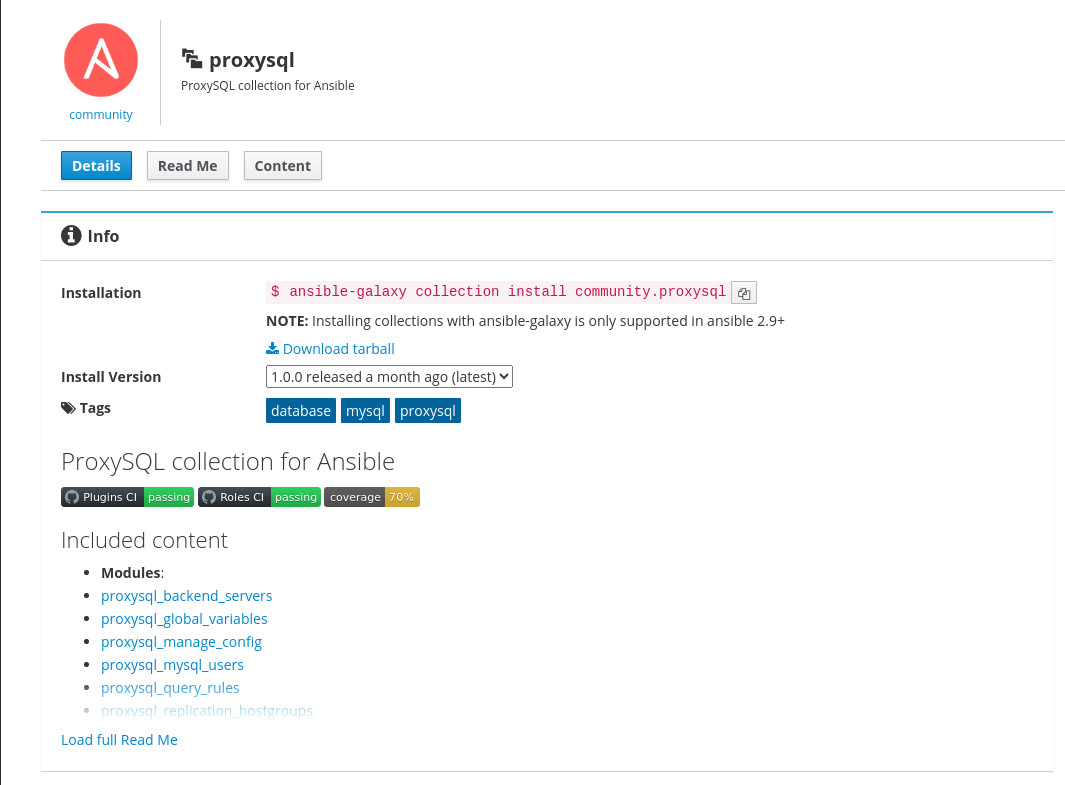 proxysql
ProxySQL collection for Ansible
community
Details Read Me Content
Info
Installation $ ansible-galaxy collection install community.proxysql
NOTE: Installing collections with ansible-galaxy is only supported in ansible 2.9+
Download tarball
Install Version 1.0.0 released a month ago (latest)
Tags database mysql proxysql
ProxySQL collection for Ansible
Plugins CI passing Roles CI passing coverage 70%
Included content
Modules:
proxysql_backend_servers
proxysql_global_variables
proxysql_manage_config
proxysql_mysql_users
proxysql_query_rules
proxysql_replication_hostgroups
Load full Read Me